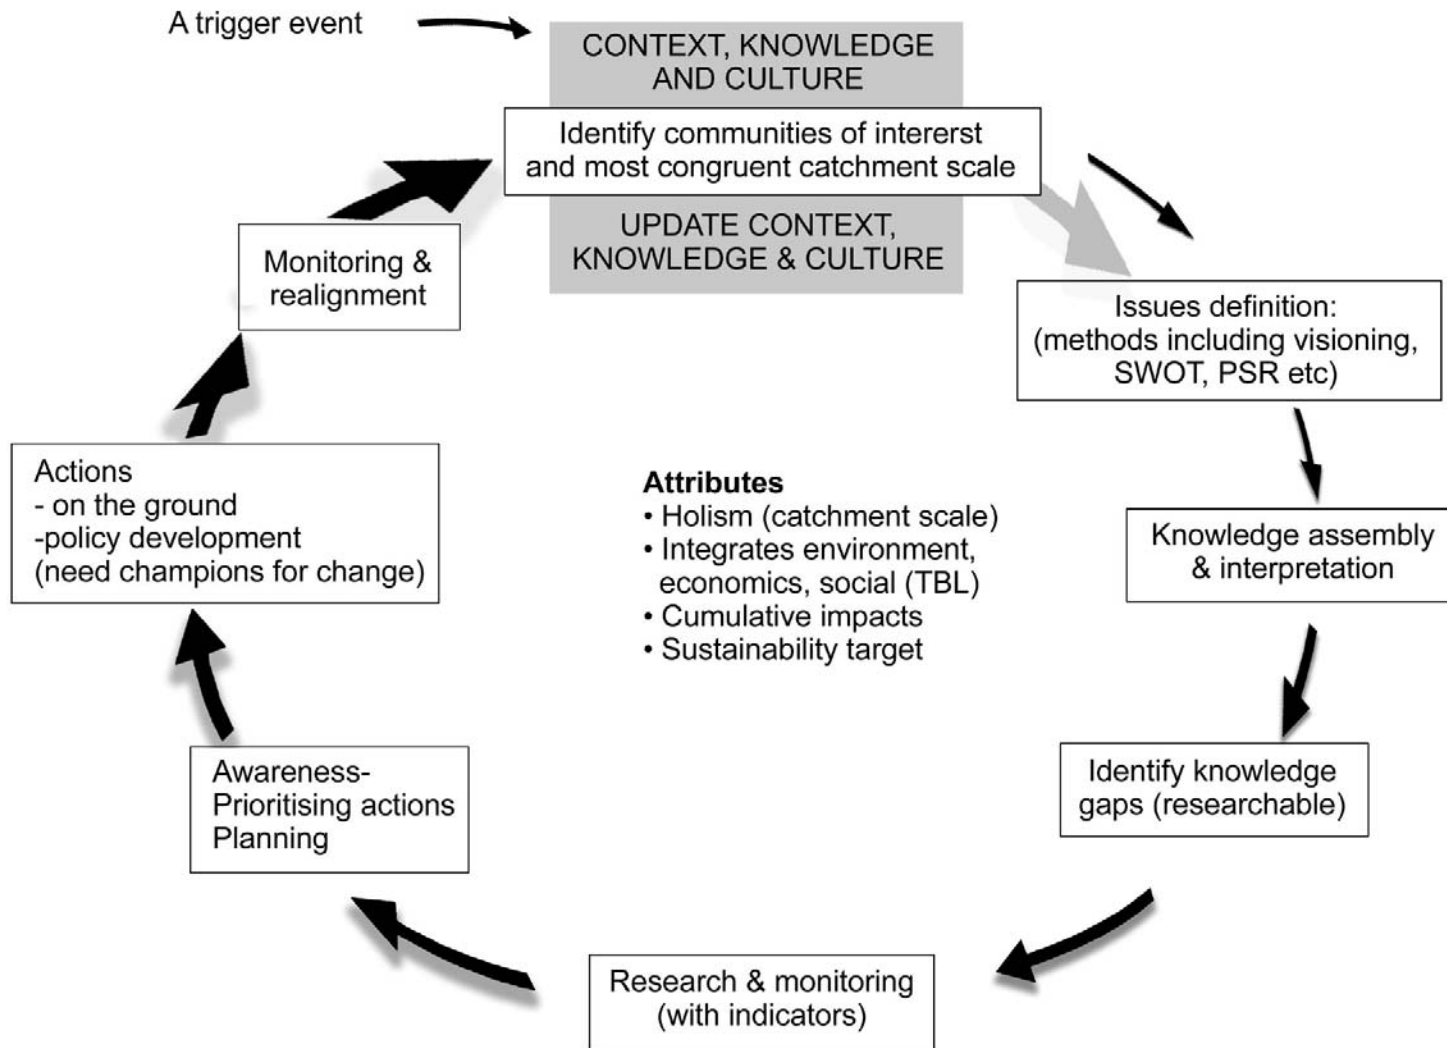 A trigger event
CONTEXT, KNOWLEDGE
AND CULTURE
Identify communities of intererst
and most congruent catchment scale
UPDATE CONTEXT,
KNOWLEDGE & CULTURE
Issues definition:
(methods including visioning,
SWOT, PSR etc)
Knowledge assembly
& interpretation
Identify knowledge
gaps (researchable)
Research & monitoring
(with indicators)
Awareness-
Prioritising actions
Planning
Actions
- on the ground
-policy development
(need champions for change)
Monitoring &
realignment
Attributes
• Holism (catchment scale)
• Integrates environment,
economics, social (TBL)
• Cumulative impacts
• Sustainability target